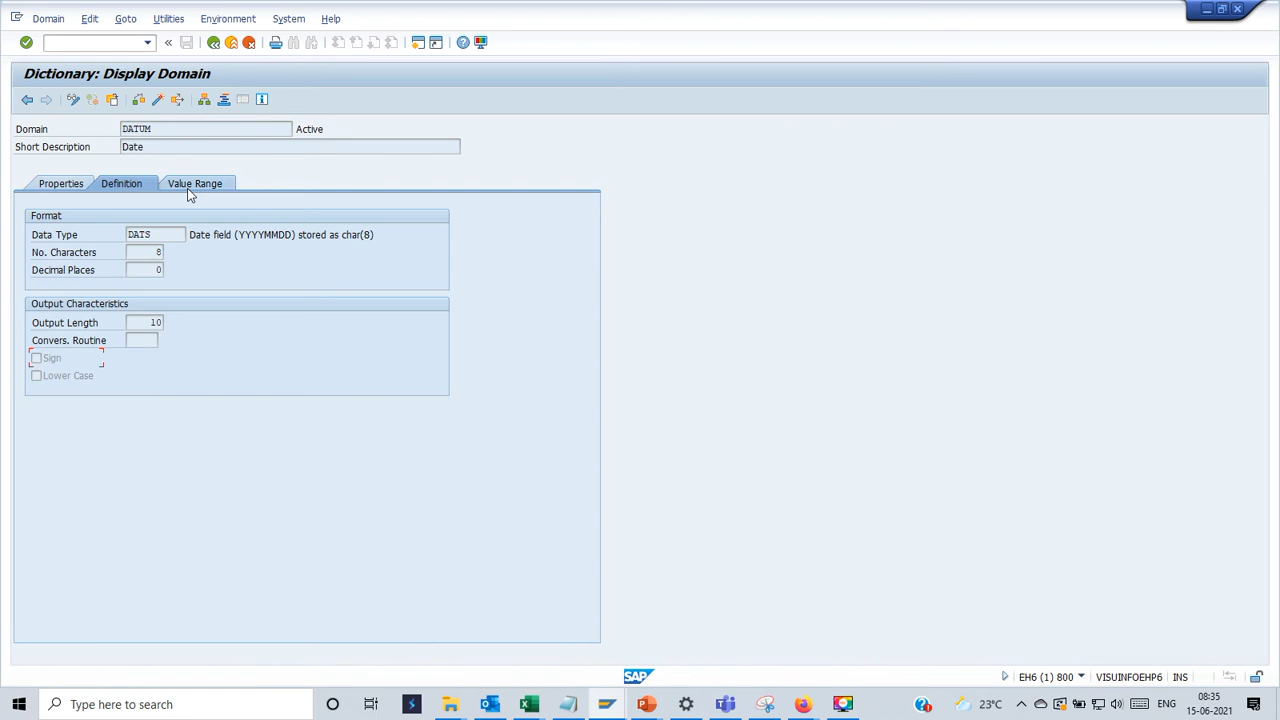 Domain Edit Goto Utilities Environment System Help
Dictionary: Display Domain
Domain DATUM Active
Short Description Date
Properties Definition Value Range
Format
Data Type DATS Date field (YYYYMMDD) stored as char(8)
No. Characters 8
Decimal Places 0
Output Characteristics
Output Length 10
Convers. Routine
Sign
Lower Case
SAP EH6 (1) 800 VISUINFOEHP6 INS
Type here to search 23°C ENG 08:35
15-06-2021